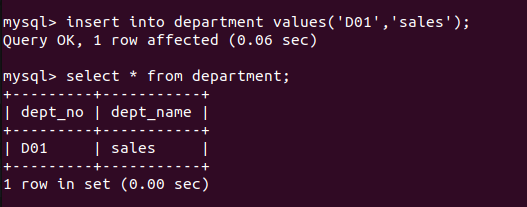 mysql> insert into department values('D01','sales');
Query OK, 1 row affected (0.06 sec)
mysql> select * from department;
+---------+-----------+
| dept_no | dept_name |
+---------+-----------+
| D01     | sales     |
+---------+-----------+
1 row in set (0.00 sec)